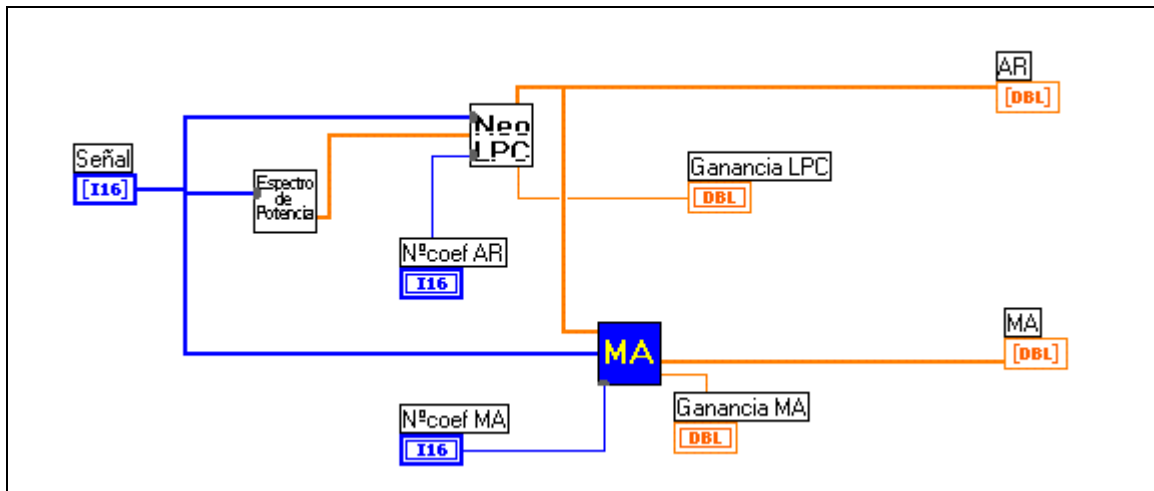 AR
[DBL]
Neo
LPC
Señal
[I16]
Ganancia LPC
DBL
Espectro
de
Potencia
NºcoefAR
I16
MA
[DBL]
MA
NºcoefMA
I16
Ganancia MA
DBL